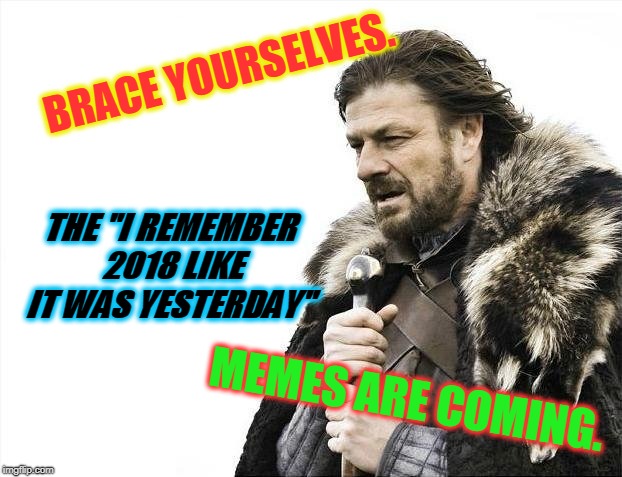 BRACE YOURSELVES.
THE "I REMEMBER
2018 LIKE
IT WAS YESTERDAY"
MEMES ARE COMING.
imgflip.com